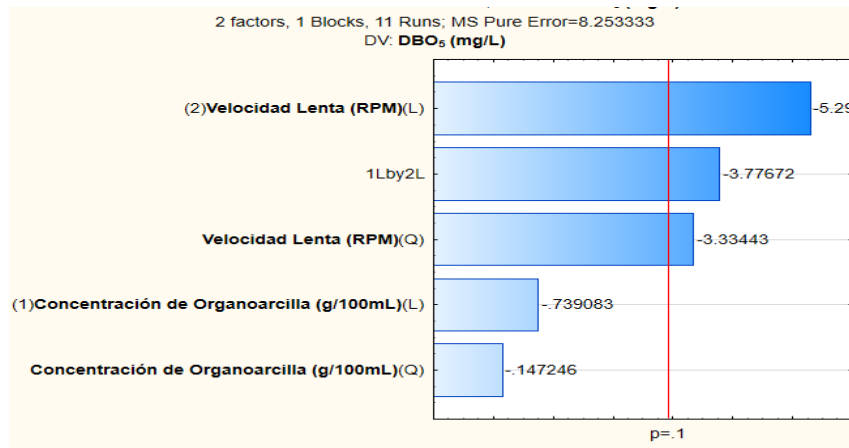 2 factors, 1 Blocks, 11 Runs; MS Pure Error=8.253333
DV: DBO₅ (mg/L)
(2)Velocidad Lenta (RPM)(L)
-5.29
1Lby2L
-3.77672
Velocidad Lenta (RPM)(Q)
-3.33443
(1)Concentración de Organoarcilla (g/100mL)(L)
-.739083
Concentración de Organoarcilla (g/100mL)(Q)
-.147246
p=.1